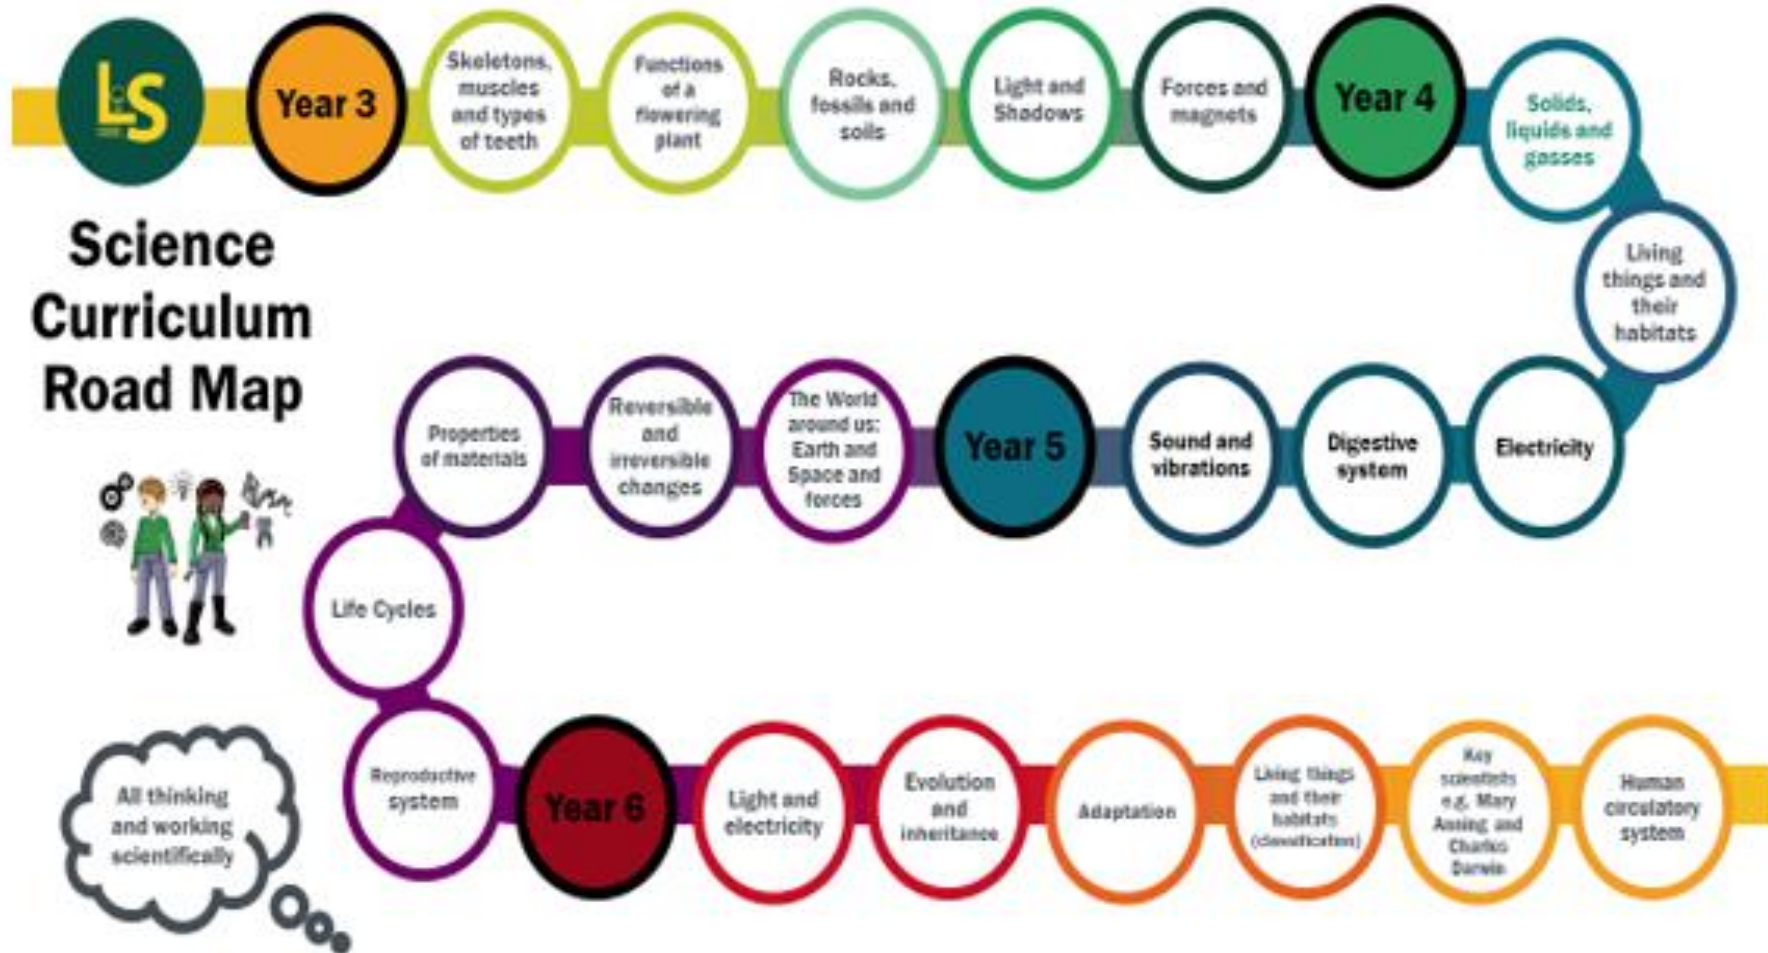 LS
Year 3
Skeletons,
muscles
and types
of teeth
Functions
of a
flowering
plant
Rocks,
fossils and
soils
Light and
Shadows
Forces and
magnets
Year 4
Solids,
liquids and
gasses
Living
things and
their
habitats
Science
Curriculum
Road Map
Electricity
Digestive
system
Sound and
vibrations
Year 5
The World
around us:
Earth and
Space and
forces
Reversible
and
irreversible
changes
Properties
of materials
Life Cycles
Reproductive
system
Year 6
Light and
electricity
Evolution
and
inheritance
Adaptation
Living things
and their
habitats
(classification)
Key
scientists
e.g. Mary
Anning and
Charles
Darwin
Human
circulatory
system
All thinking
and working
scientifically